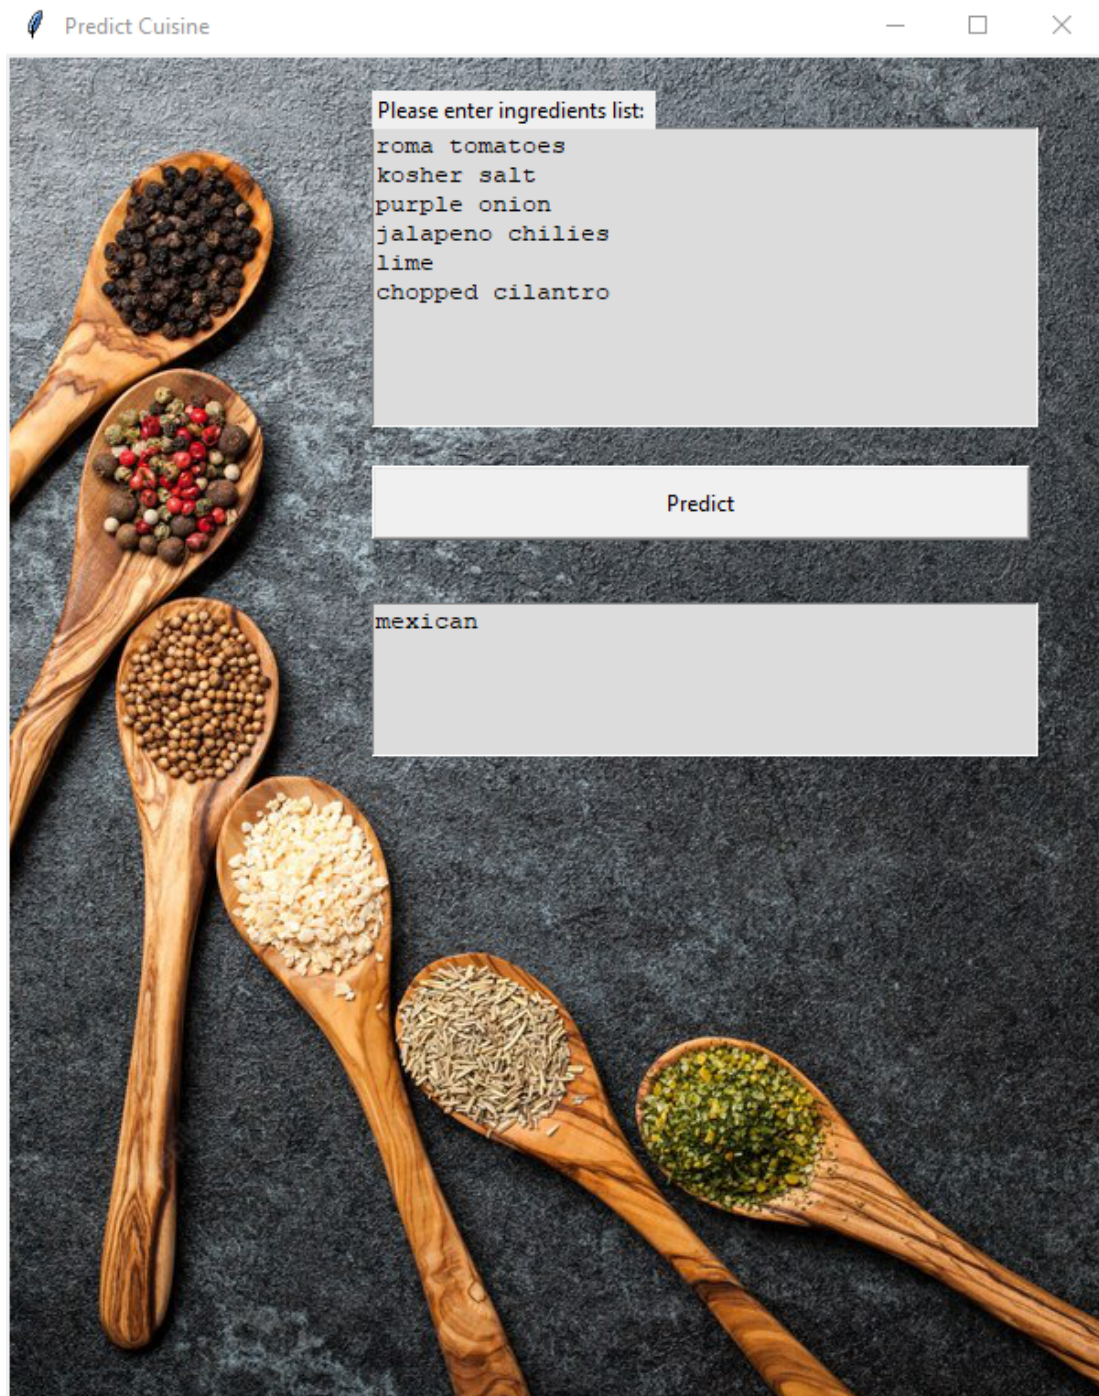 Predict Cuisine
Please enter ingredients list:
roma tomatoes
kosher salt
purple onion
jalapeno chilies
lime
chopped cilantro
Predict
mexican